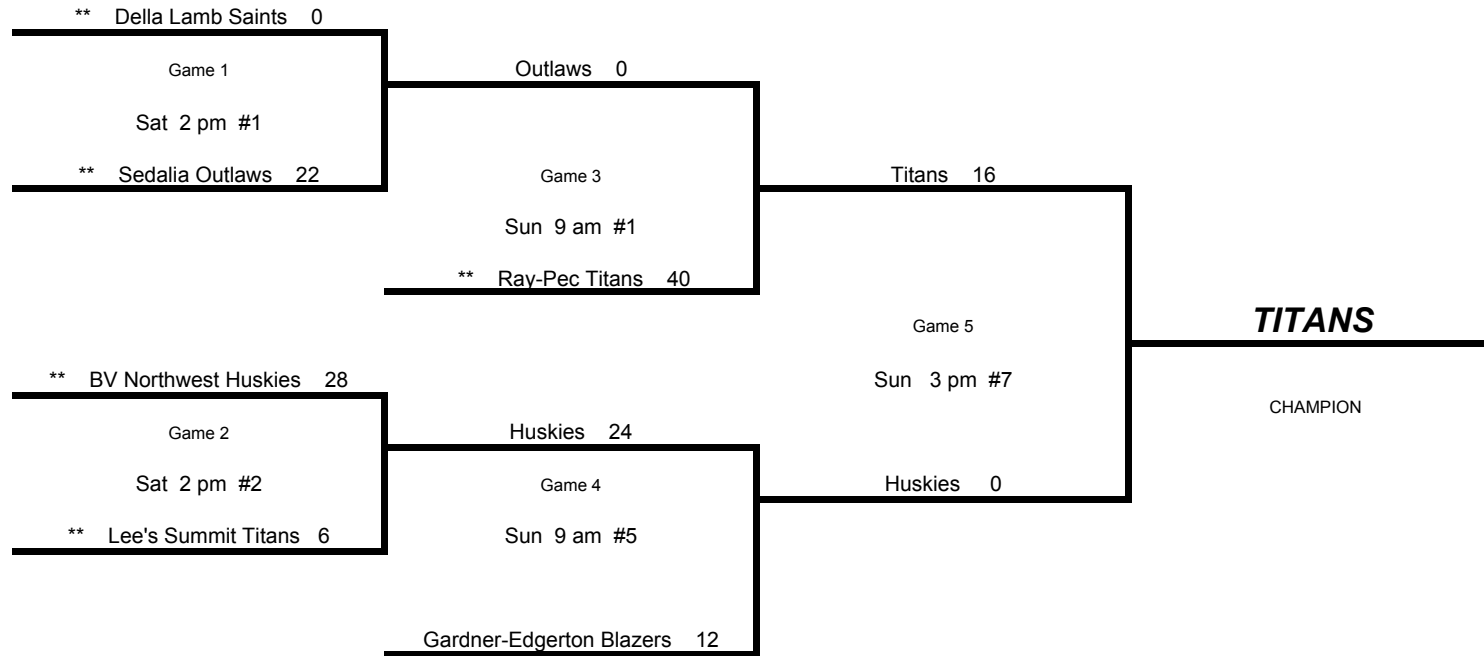 ** Della Lamb Saints 0
Game 1
Outlaws 0
Sat 2 pm #1
** Sedalia Outlaws 22
Game 3
Titans 16
Sun 9 am #1
** Ray-Pec Titans 40
Game 5
TITANS
** BV Northwest Huskies 28
Sun 3 pm #7
CHAMPION
Game 2
Huskies 24
Sat 2 pm #2
Game 4
Huskies 0
** Lee's Summit Titans 6
Sun 9 am #5
Gardner-Edgerton Blazers 12